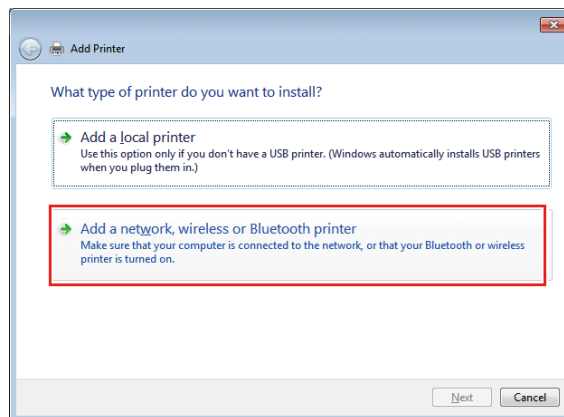 Add Printer
What type of printer do you want to install?
Add a local printer
Use this option only if you don't have a USB printer. (Windows automatically installs USB printers
when you plug them in.)
Add a network, wireless or Bluetooth printer
Make sure that your computer is connected to the network, or that your Bluetooth or wireless
printer is turned on.
Next Cancel